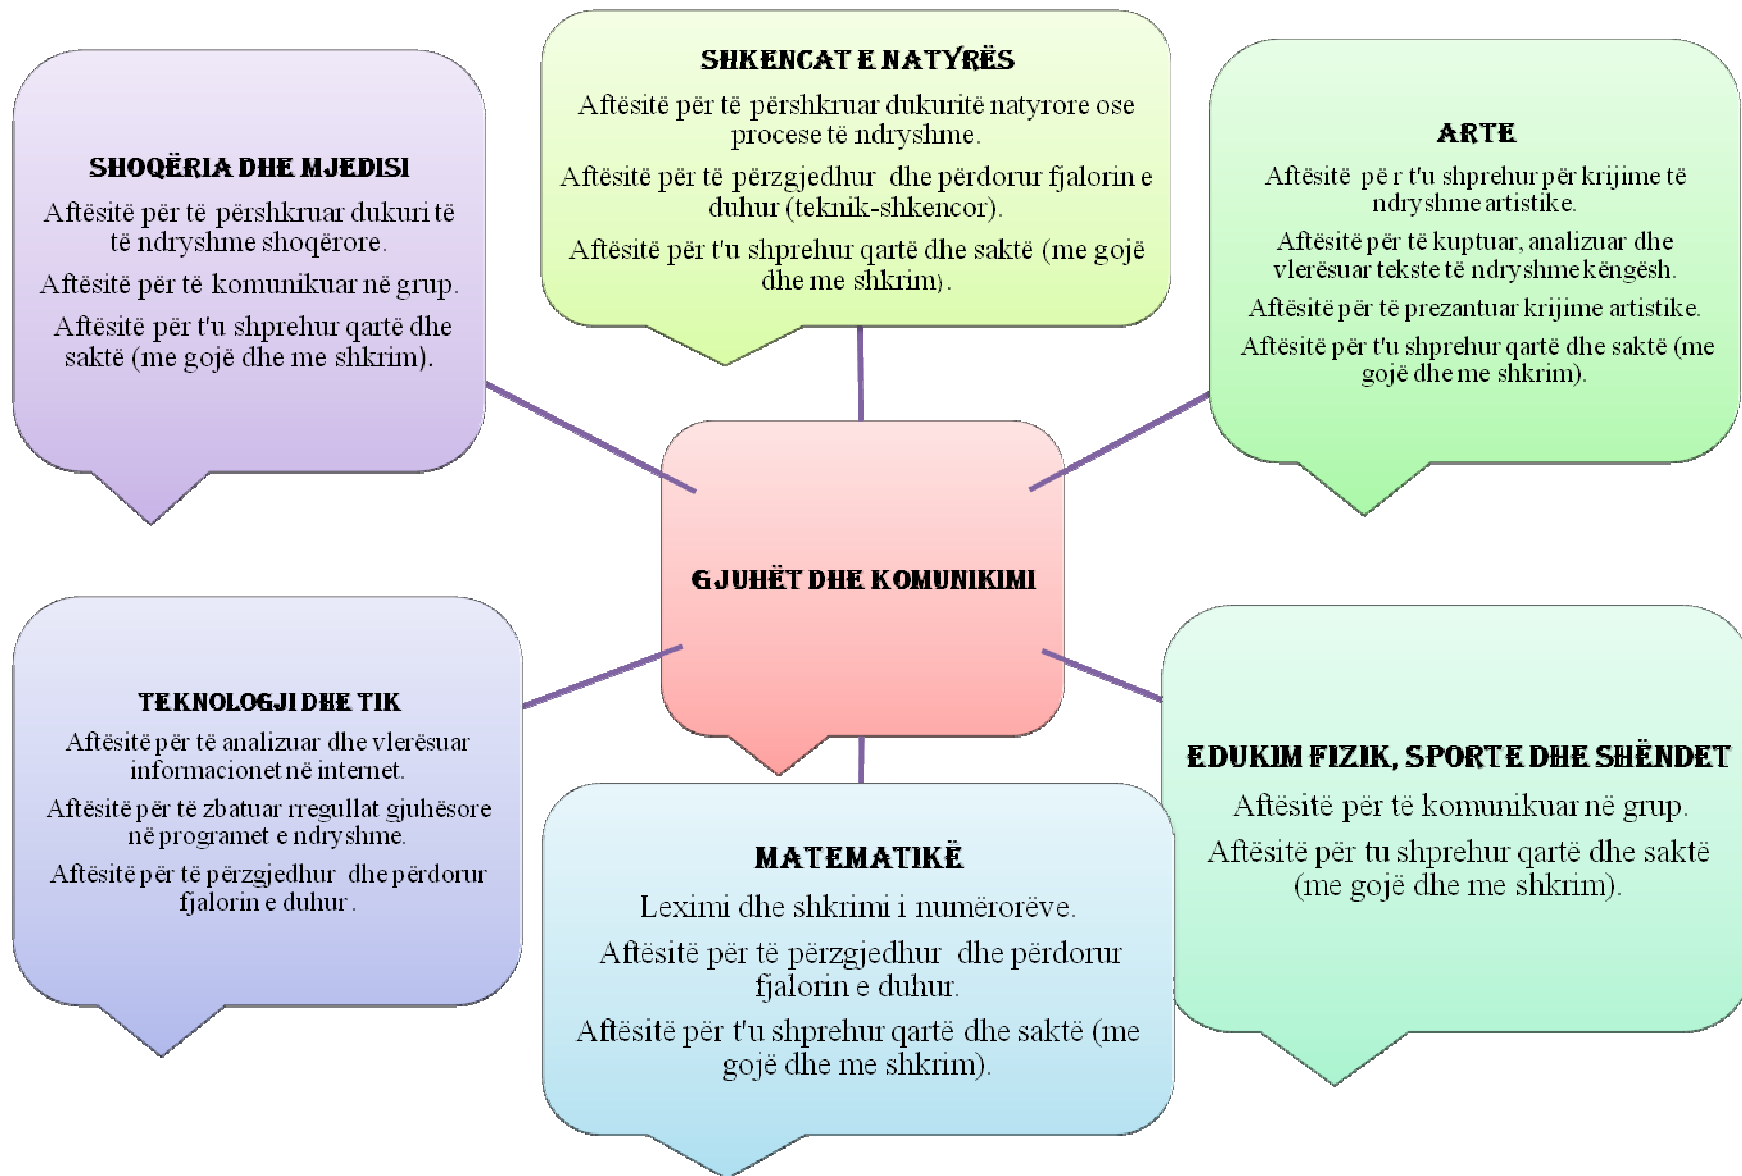 SHOQËRIA DHE MJEDISI
Aftësitë për të përshkruar dukuri të
të ndryshme shoqërore.
Aftësitë për të komunikuar në grup.
Aftësitë për t'u shprehur qartë dhe
saktë (me gojë dhe me shkrim).
SHKENCAT E NATYRËS
Aftësitë për të përshkruar dukuritë natyrore ose
procese të ndryshme.
Aftësitë për të përzgjedhur dhe përdorur fjalorin e
duhur (teknik-shkencor).
Aftësitë për t'u shprehur qartë dhe saktë (me gojë
dhe me shkrim).
ARTE
Aftësitë pë r t'u shprehur për krijime të
ndryshme artistike.
Aftësitë për të kuptuar, analizuar dhe
vlerësuar tekste të ndryshme këngësh.
Aftësitë për të prezantuar krijime artistike.
Aftësitë për t'u shprehur qartë dhe saktë (me
gojë dhe me shkrim).
GJUHËT DHE KOMUNIKIMI
TEKNOLOGJI DHE TIK
Aftësitë për të analizuar dhe vlerësuar
informacionet në internet.
Aftësitë për të zbatuar rregullat gjuhësore
në programet e ndryshme.
Aftësitë për të përzgjedhur dhe përdorur
fjalorin e duhur .
MATEMATIKË
Leximi dhe shkrimi i numërorëve.
Aftësitë për të përzgjedhur dhe përdorur
fjalorin e duhur.
Aftësitë për t'u shprehur qartë dhe saktë (me
gojë dhe me shkrim).
EDUKIM FIZIK, SPORTE DHE SHËNDET
Aftësitë për të komunikuar në grup.
Aftësitë për tu shprehur qartë dhe saktë
(me gojë dhe me shkrim).